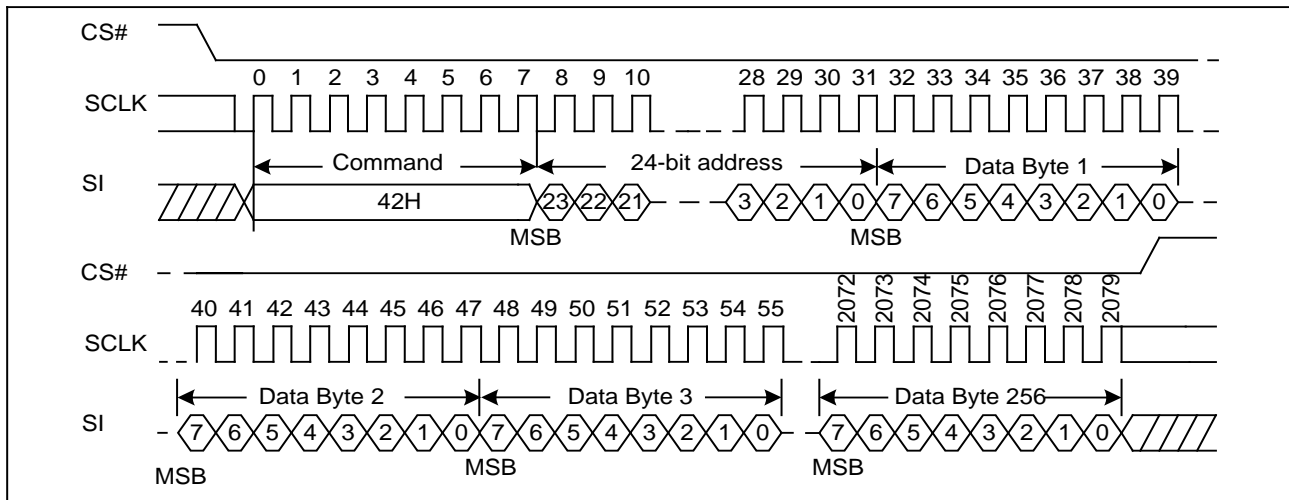 CS#
0 1 2 3 4 5 6 7 8 9 10 28 29 30 31 32 33 34 35 36 37 38 39
SCLK
Command 24-bit address Data Byte 1
SI
42H 23 22 21 3 2 1 0 7 6 5 4 3 2 1 0
MSB MSB
CS#
40 41 42 43 44 45 46 47 48 49 50 51 52 53 54 55 2072 2073 2074 2075 2076 2077 2078 2079
SCLK
Data Byte 2 Data Byte 3 Data Byte 256
SI
7 6 5 4 3 2 1 0 7 6 5 4 3 2 1 0 7 6 5 4 3 2 1 0
MSB MSB MSB